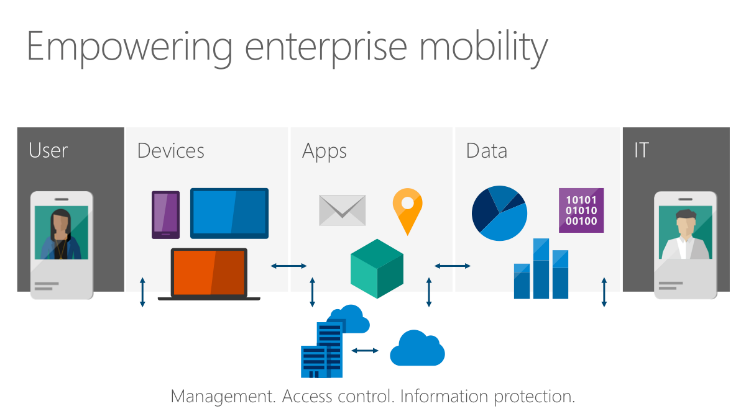 Empowering enterprise mobility
User
Devices
Apps
Data
IT
10101
01010
00100
Management. Access control. Information protection.